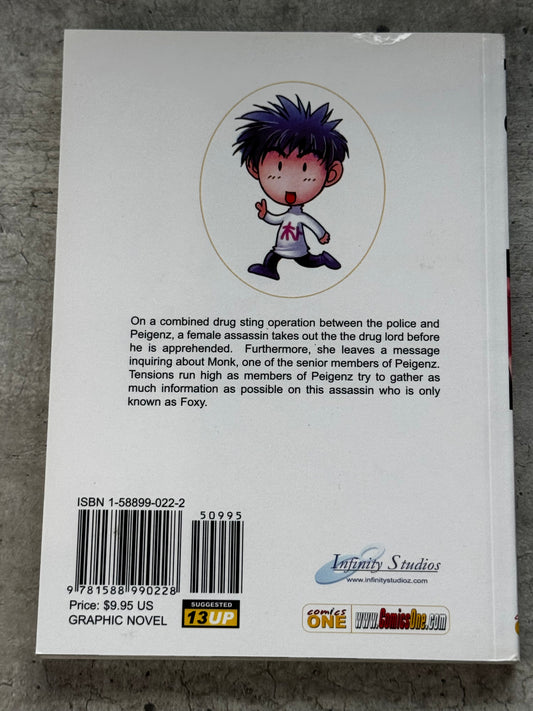 朴
On a combined drug sting operation between the police and
Peigenz, a female assassin takes out the the drug lord before
he is apprehended. Furthermore, she leaves a message
inquiring about Monk, one of the senior members of Peigenz.
Tensions run high as members of Peigenz try to gather as
much information as possible on this assassin who is only
known as Foxy.
ISBN 1-58899-022-2
50995
9 781588 990228
Price: $9.95 US
GRAPHIC NOVEL
SUGGESTED
13UP
Infinity Studios
www.infinitystudioz.com
comics
ONE
www.ComicsOne.com